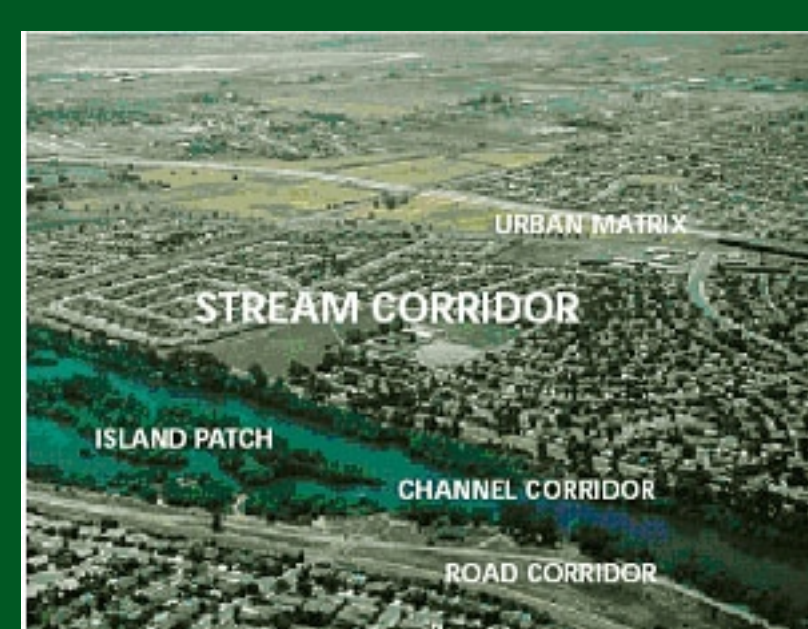 URBAN MATRIX
STREAM CORRIDOR
ISLAND PATCH
CHANNEL CORRIDOR
ROAD CORRIDOR